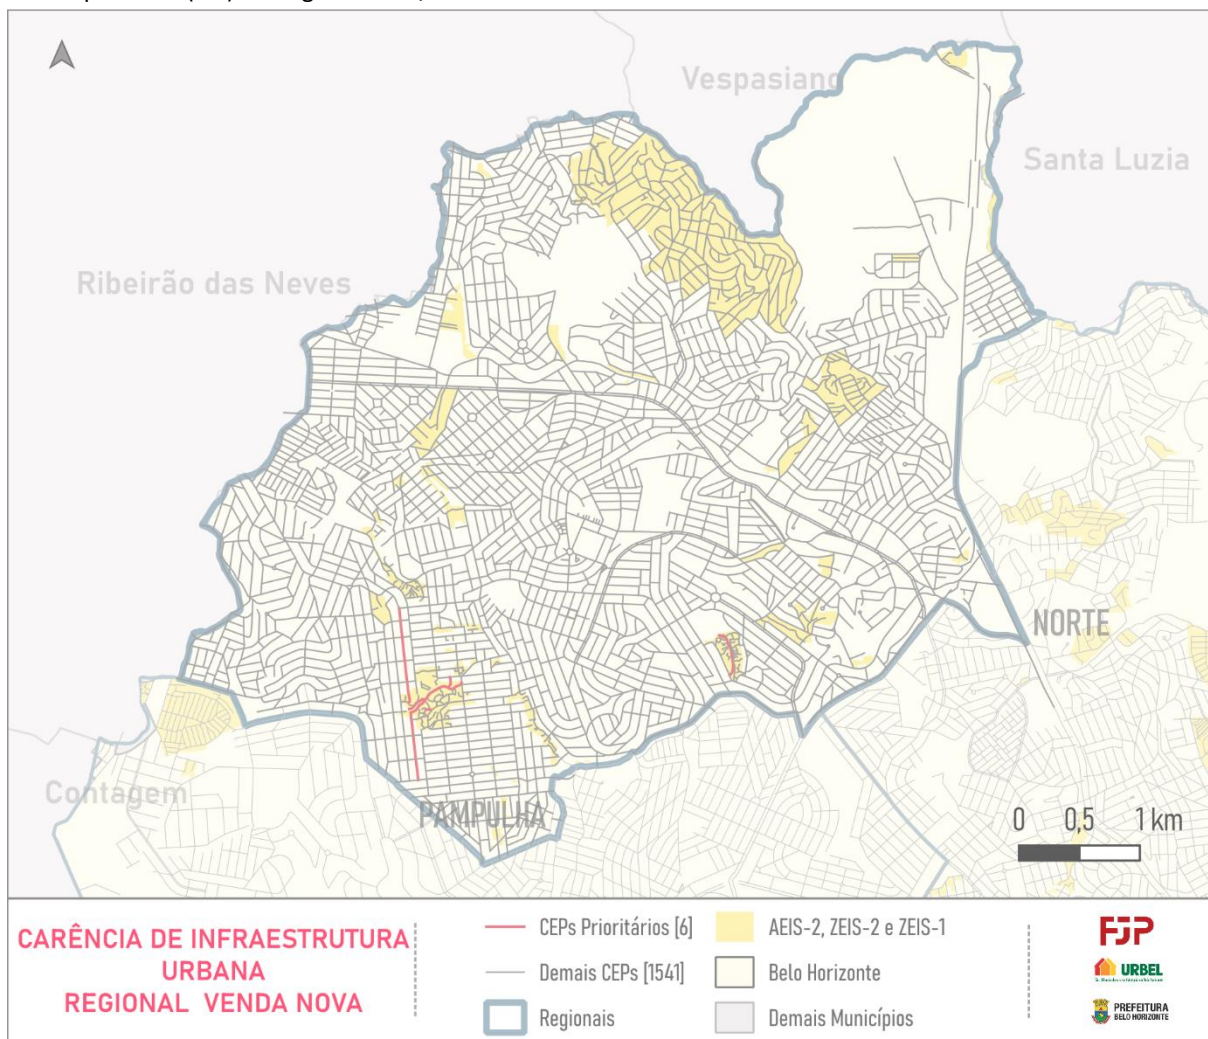 Vespasiano
Santa Luzia
Ribeirão das Neves
NORTE
Contagem
PAMPULHA
0 0,5 1 km
CARÊNCIA DE INFRAESTRUTURA
URBANA
REGIONAL VENDA NOVA
CEPs Prioritários [6]
Demais CEPs [1541]
Regionais
AEIS-2, ZEIS-2 e ZEIS-1
Belo Horizonte
Demais Municípios
FJP
URBEL
PREFEITURA
BELO HORIZONTE